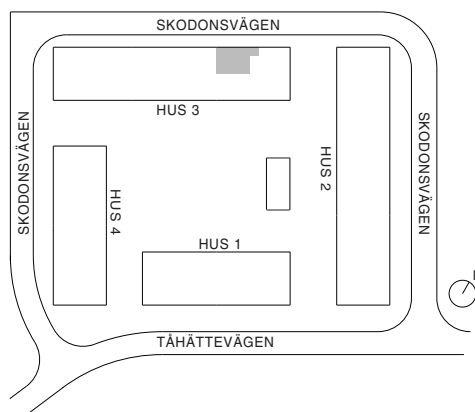 SKODONSVÄGEN
HUS 3
SKODONSVÄGEN
HUS 4
HUS 2
SKODONSVÄGEN
HUS 1
TÅHÄTTEVÄGEN